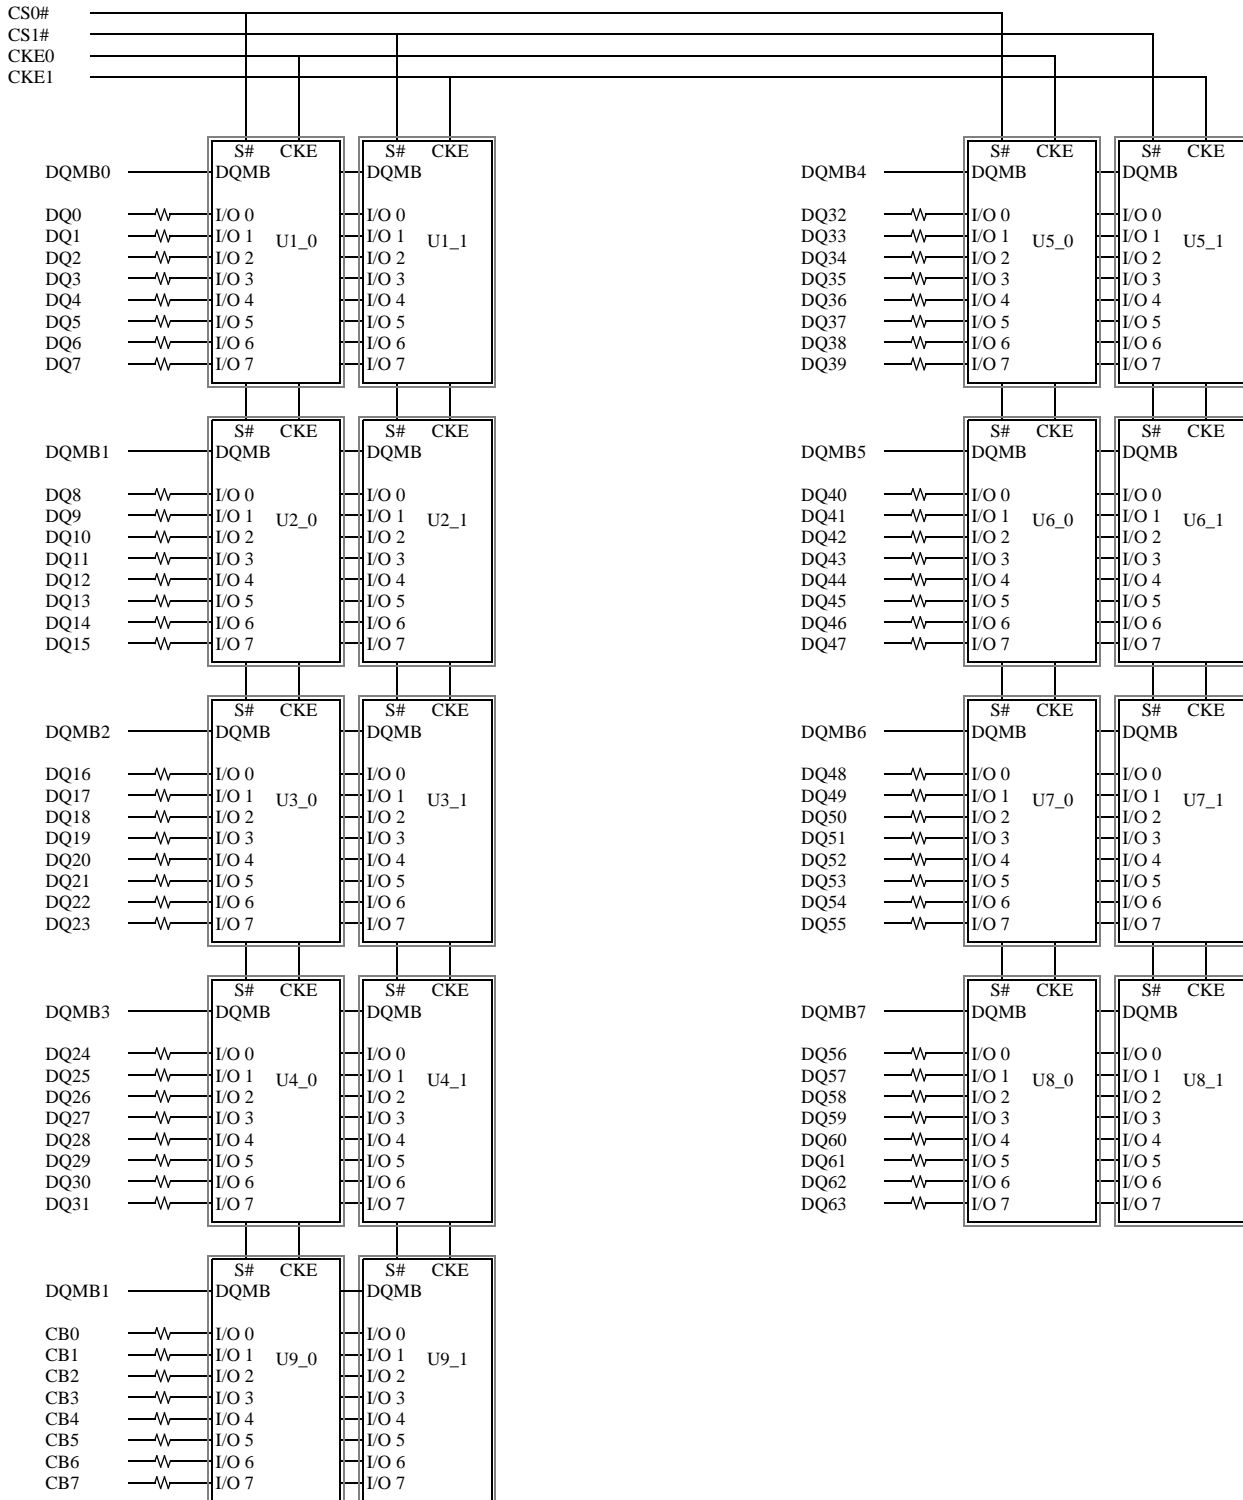 CS0#
CS1#
CKE0
CKE1
S# CKE
DQMB0 DQMB
DQ0 I/O 0
DQ1 I/O 1
DQ2 I/O 2
DQ3 I/O 3
DQ4 I/O 4
DQ5 I/O 5
DQ6 I/O 6
DQ7 I/O 7
U1_0
S# CKE
DQMB
I/O 0
I/O 1
I/O 2
I/O 3
I/O 4
I/O 5
I/O 6
I/O 7
U1_1
S# CKE
DQMB4 DQMB
DQ32 I/O 0
DQ33 I/O 1
DQ34 I/O 2
DQ35 I/O 3
DQ36 I/O 4
DQ37 I/O 5
DQ38 I/O 6
DQ39 I/O 7
U5_0
S# CKE
DQMB
I/O 0
I/O 1
I/O 2
I/O 3
I/O 4
I/O 5
I/O 6
I/O 7
U5_1
S# CKE
DQMB1 DQMB
DQ8 I/O 0
DQ9 I/O 1
DQ10 I/O 2
DQ11 I/O 3
DQ12 I/O 4
DQ13 I/O 5
DQ14 I/O 6
DQ15 I/O 7
U2_0
S# CKE
DQMB
I/O 0
I/O 1
I/O 2
I/O 3
I/O 4
I/O 5
I/O 6
I/O 7
U2_1
S# CKE
DQMB5 DQMB
DQ40 I/O 0
DQ41 I/O 1
DQ42 I/O 2
DQ43 I/O 3
DQ44 I/O 4
DQ45 I/O 5
DQ46 I/O 6
DQ47 I/O 7
U6_0
S# CKE
DQMB
I/O 0
I/O 1
I/O 2
I/O 3
I/O 4
I/O 5
I/O 6
I/O 7
U6_1
S# CKE
DQMB2 DQMB
DQ16 I/O 0
DQ17 I/O 1
DQ18 I/O 2
DQ19 I/O 3
DQ20 I/O 4
DQ21 I/O 5
DQ22 I/O 6
DQ23 I/O 7
U3_0
S# CKE
DQMB
I/O 0
I/O 1
I/O 2
I/O 3
I/O 4
I/O 5
I/O 6
I/O 7
U3_1
S# CKE
DQMB6 DQMB
DQ48 I/O 0
DQ49 I/O 1
DQ50 I/O 2
DQ51 I/O 3
DQ52 I/O 4
DQ53 I/O 5
DQ54 I/O 6
DQ55 I/O 7
U7_0
S# CKE
DQMB
I/O 0
I/O 1
I/O 2
I/O 3
I/O 4
I/O 5
I/O 6
I/O 7
U7_1
S# CKE
DQMB3 DQMB
DQ24 I/O 0
DQ25 I/O 1
DQ26 I/O 2
DQ27 I/O 3
DQ28 I/O 4
DQ29 I/O 5
DQ30 I/O 6
DQ31 I/O 7
U4_0
S# CKE
DQMB
I/O 0
I/O 1
I/O 2
I/O 3
I/O 4
I/O 5
I/O 6
I/O 7
U4_1
S# CKE
DQMB7 DQMB
DQ56 I/O 0
DQ57 I/O 1
DQ58 I/O 2
DQ59 I/O 3
DQ60 I/O 4
DQ61 I/O 5
DQ62 I/O 6
DQ63 I/O 7
U8_0
S# CKE
DQMB
I/O 0
I/O 1
I/O 2
I/O 3
I/O 4
I/O 5
I/O 6
I/O 7
U8_1
S# CKE
DQMB1 DQMB
CB0 I/O 0
CB1 I/O 1
CB2 I/O 2
CB3 I/O 3
CB4 I/O 4
CB5 I/O 5
CB6 I/O 6
CB7 I/O 7
U9_0
S# CKE
DQMB
I/O 0
I/O 1
I/O 2
I/O 3
I/O 4
I/O 5
I/O 6
I/O 7
U9_1